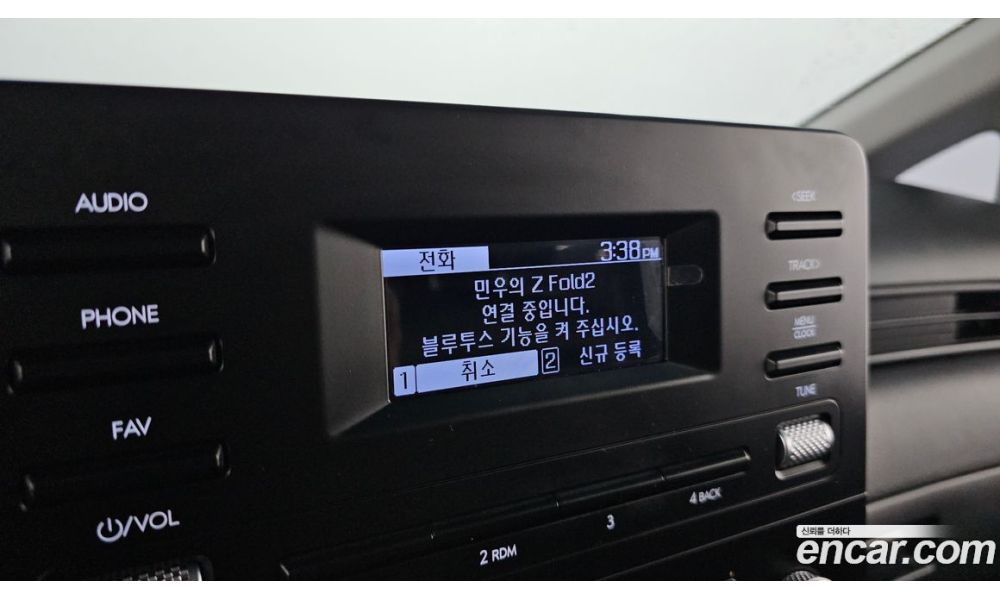 AUDIO
PHONE
FAV
/VOL
전화
3:38 PM
민우의 Z Fold2
연결 중입니다.
블루투스 기능을 켜 주십시오.
1 취소 2 신규 등록
<SEEK
TRACK>
MENU
CLOCK
TUNE
2 RDM
3
4 BACK
신뢰를 더하다
encar.com